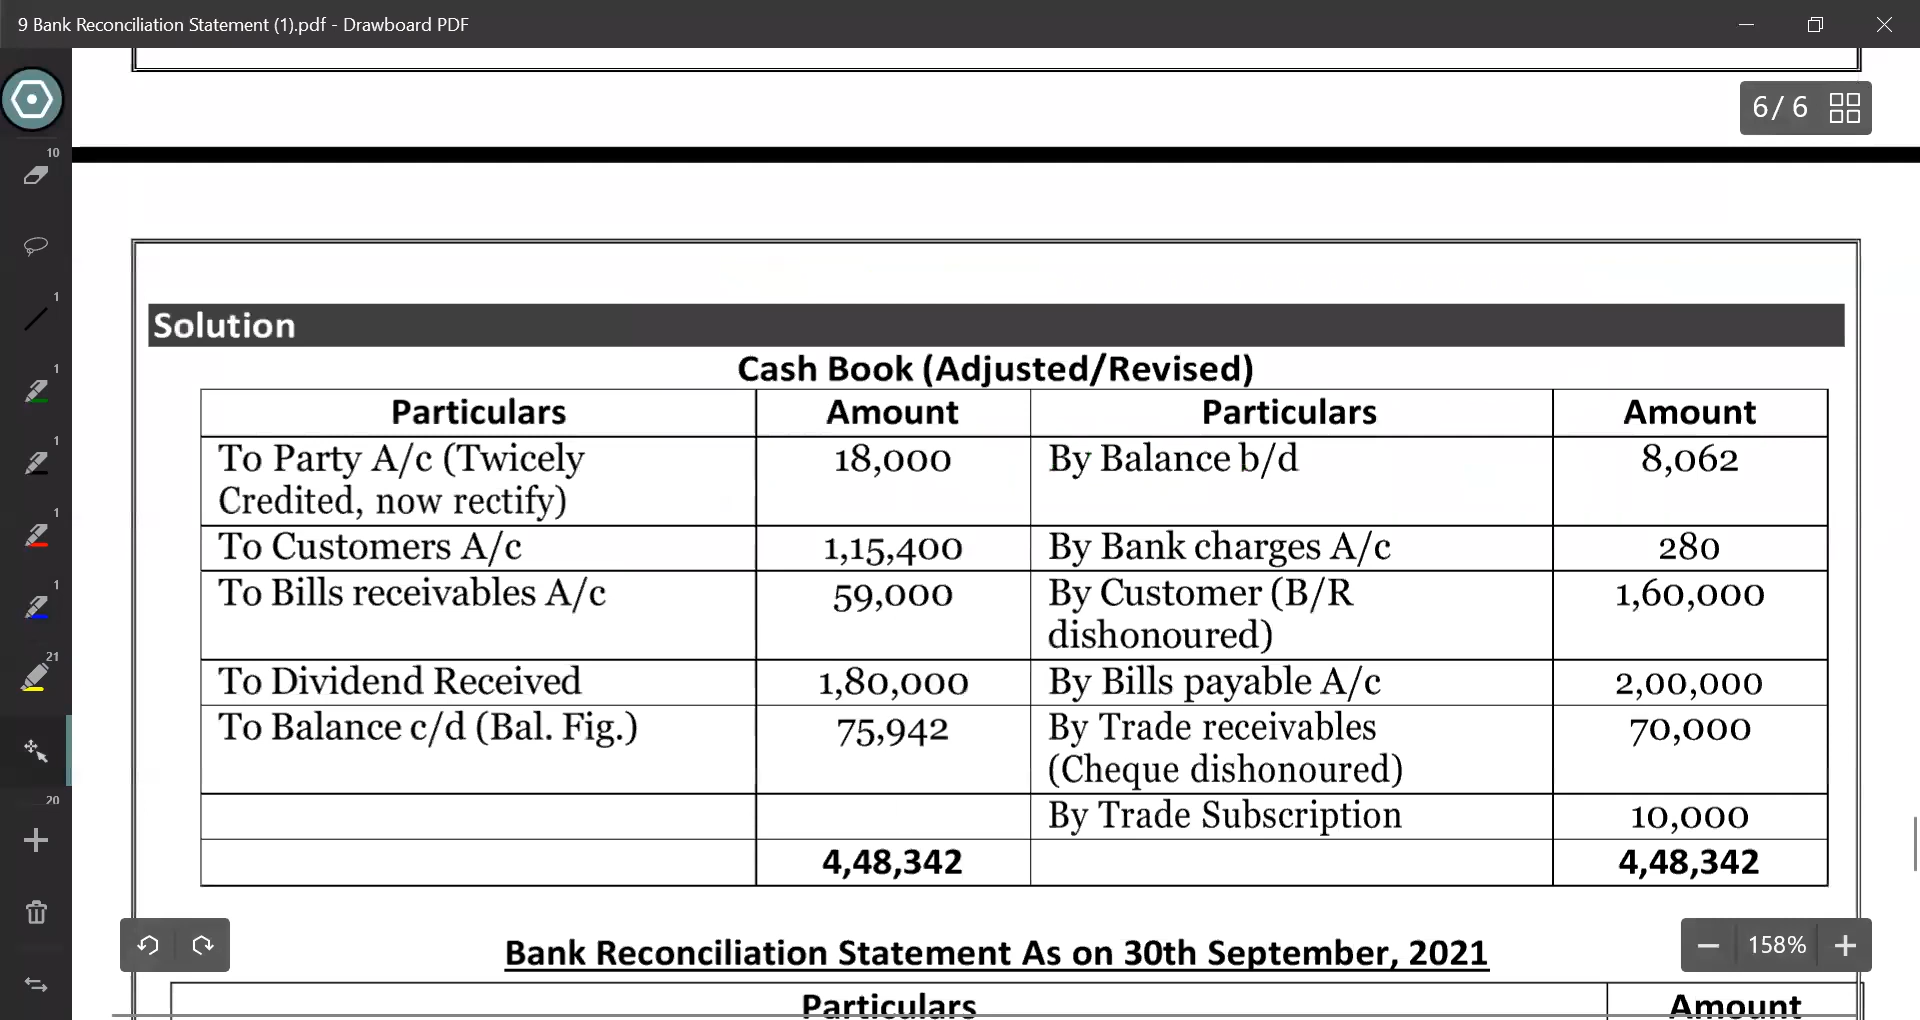 9 Bank Reconciliation Statement (1).pdf - Drawboard PDF
6/ 6
10
1
1
1
1
1
21
20
Solution
Cash Book (Adjusted/Revised)
Particulars Amount Particulars Amount
To Party A/c (Twicely Credited, now rectify) 18,000 By Balance b/d 8,062
To Customers A/c 1,15,400 By Bank charges A/c 280
To Bills receivables A/c 59,000 By Customer (B/R dishonoured) 1,60,000
To Dividend Received 1,80,000 By Bills payable A/c 2,00,000
To Balance c/d (Bal. Fig.) 75,942 By Trade receivables (Cheque dishonoured) 70,000
By Trade Subscription 10,000
4,48,342 4,48,342
Bank Reconciliation Statement As on 30th September, 2021
158%
Particulars Amount